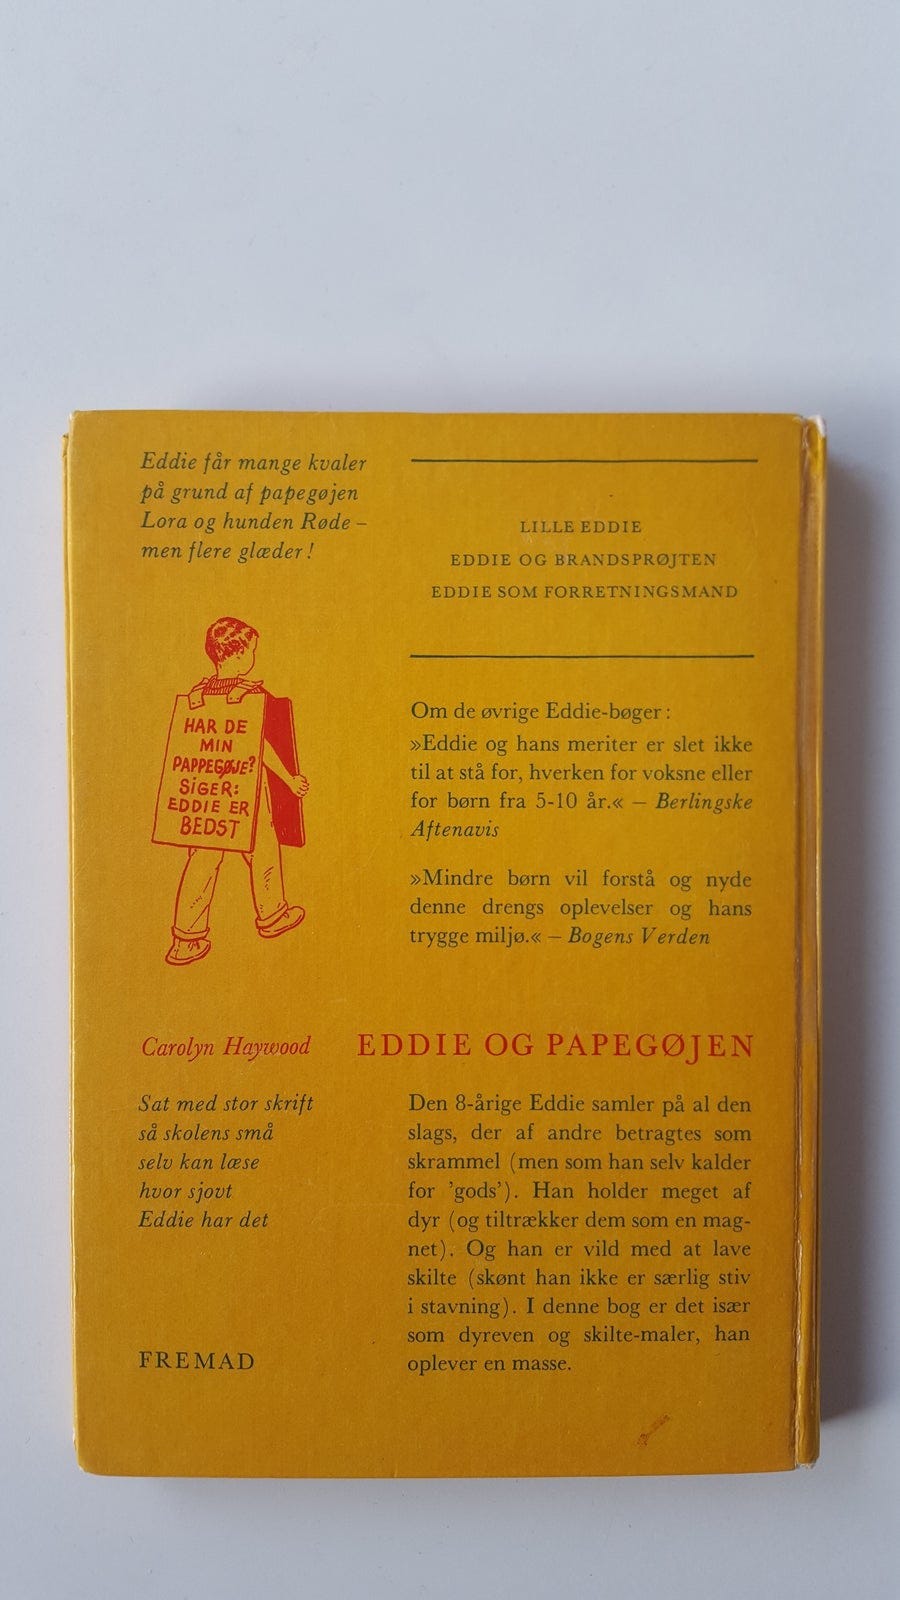 Eddie får mange kvaler
på grund af papegøjen
Lora og hunden Røde –
men flere glæder!
LILLE EDDIE
EDDIE OG BRANDSPRØJTEN
EDDIE SOM FORRETNINGSMAND
HAR DE
MIN
PAPPEGØJE?
SIGER:
EDDIE ER
BEDST
Om de øvrige Eddie-bøger:
»Eddie og hans meriter er slet ikke
til at stå for, hverken for voksne eller
for børn fra 5-10 år.« – Berlingske
Aftenavis
»Mindre børn vil forstå og nyde
denne drengs oplevelser og hans
trygge miljø.« – Bogens Verden
Carolyn Haywood
EDDIE OG PAPEGØJEN
Sat med stor skrift
så skolens små
selv kan læse
hvor sjovt
Eddie har det
Den 8-årige Eddie samler på al den
slags, der af andre betragtes som
skrammel (men som han selv kalder
for 'gods'). Han holder meget af
dyr (og tiltrækker dem som en mag-
net). Og han er vild med at lave
skilte (skønt han ikke er særlig stiv
i stavning). I denne bog er det især
som dyreven og skilte-maler, han
oplever en masse.
FREMAD